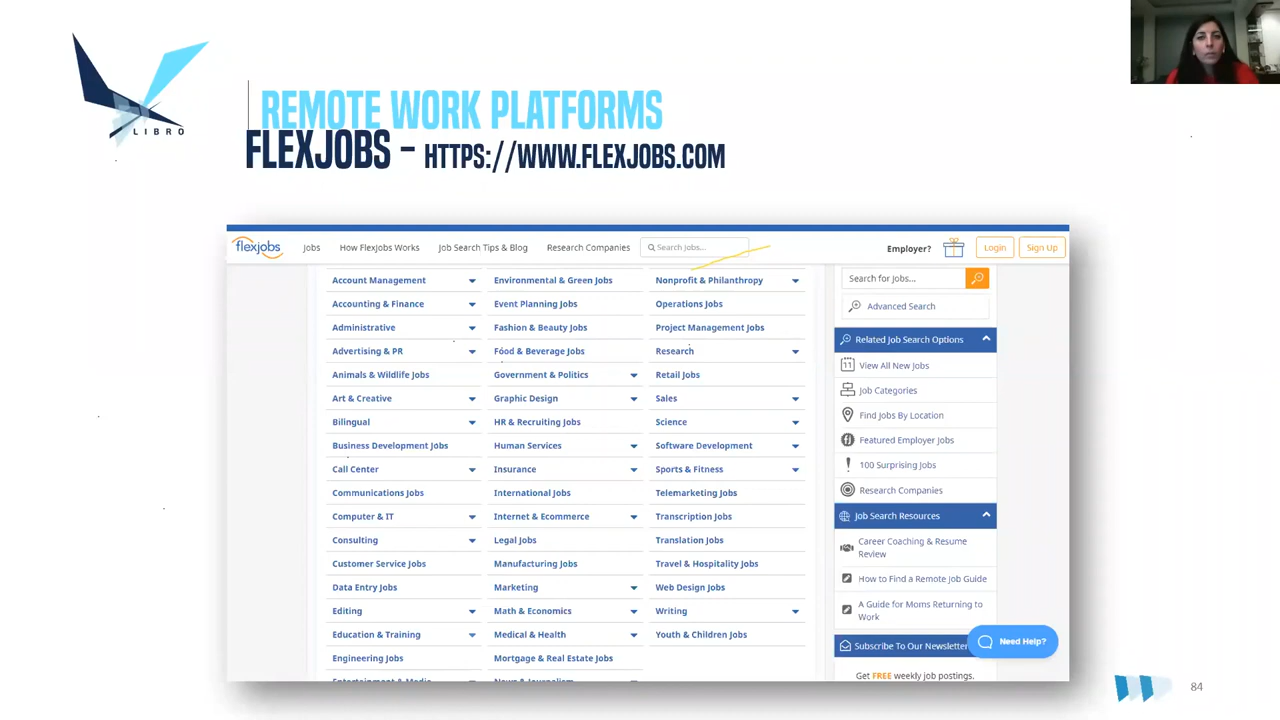 LIBRO
REMOTE WORK PLATFORMS
FLEXJOBS – HTTPS://WWW.FLEXJOBS.COM
flexjobs
Jobs
How FlexJobs Works
Job Search Tips & Blog
Research Companies
Search Jobs...
Employer?
Login
Sign Up
Account Management
Accounting & Finance
Administrative
Advertising & PR
Animals & Wildlife Jobs
Art & Creative
Bilingual
Business Development Jobs
Call Center
Communications Jobs
Computer & IT
Consulting
Customer Service Jobs
Data Entry Jobs
Editing
Education & Training
Engineering Jobs
Entertainment & Media
Environmental & Green Jobs
Event Planning Jobs
Fashion & Beauty Jobs
Food & Beverage Jobs
Government & Politics
Graphic Design
HR & Recruiting Jobs
Human Services
Insurance
International Jobs
Internet & Ecommerce
Legal Jobs
Manufacturing Jobs
Marketing
Math & Economics
Medical & Health
Mortgage & Real Estate Jobs
News & Journalism
Nonprofit & Philanthropy
Operations Jobs
Project Management Jobs
Research
Retail Jobs
Sales
Science
Software Development
Sports & Fitness
Telemarketing Jobs
Transcription Jobs
Translation Jobs
Travel & Hospitality Jobs
Web Design Jobs
Writing
Youth & Children Jobs
Search for Jobs...
Advanced Search
Related Job Search Options
11
View All New Jobs
Job Categories
Find Jobs By Location
Featured Employer Jobs
100 Surprising Jobs
Research Companies
Job Search Resources
Career Coaching & Resume
Review
How to Find a Remote Job Guide
A Guide for Moms Returning to
Work
Subscribe To Our Newsletter
Need Help?
Get FREE weekly job postings.
84